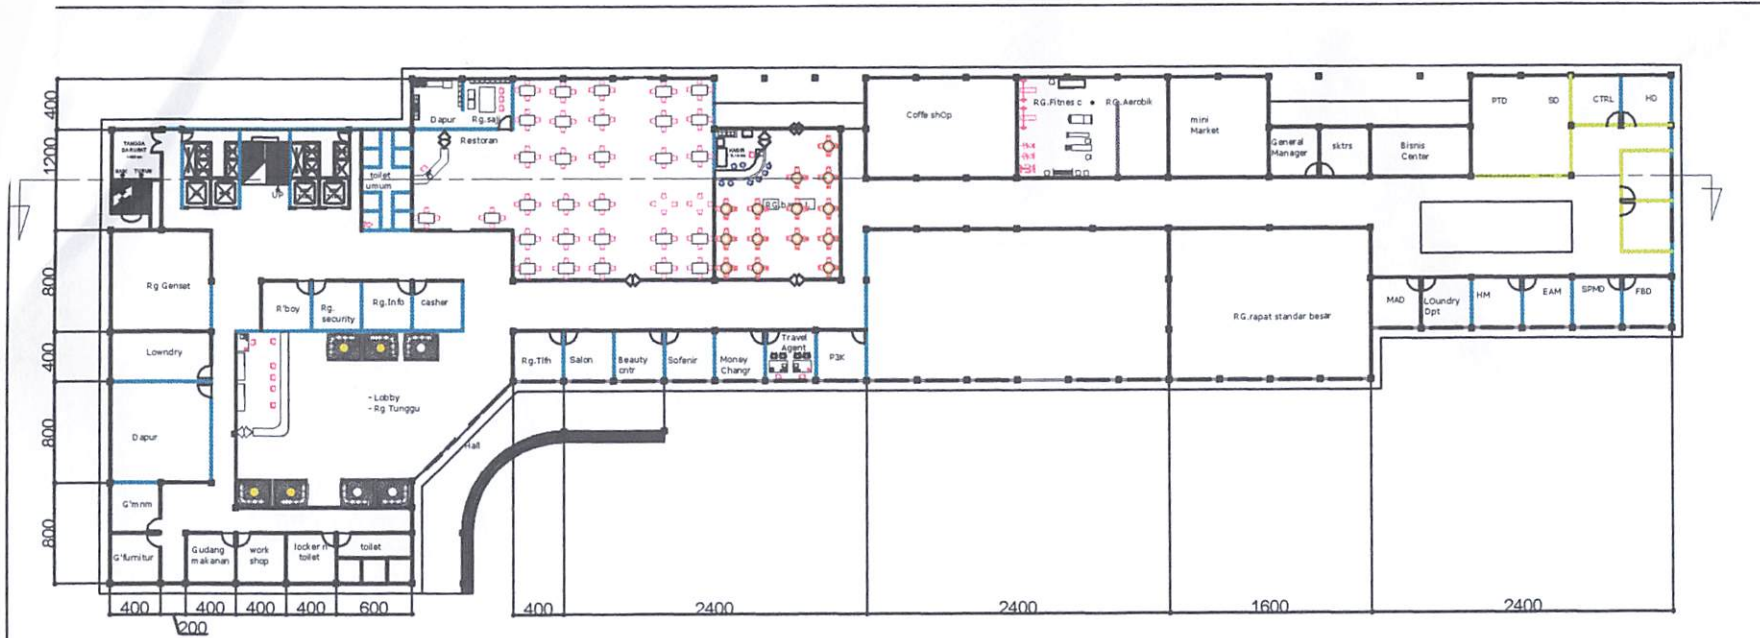 400
1200
800
400
800
800
TANGGA
DARURAT
NAIK TURUN
UP
toilet
umum
Dapur
Rg.saji
Restoran
KASIR
Coffe shOp
RG.Fitnes c
RG.Aerobik
mini
Market
General
Manager
sktrs
Bisnis
Center
PTD
SD
CTRL
HD
Rg Genset
R'boy
Rg.
security
Rg.Info
casher
Lowndry
Dapur
- Lobby
- Rg Tunggu
Hall
Rg.Tlfn
Salon
Beauty
cntr
Sofenir
Money
Changr
Travel
Agent
P3K
RG.rapat standar besar
MAD
LOundry
Dpt
HM
EAM
SPMD
FBD
G'mnm
G'furnitur
Gudang
makanan
work
shop
locker n
toilet
toilet
400
200
400
400
400
600
400
2400
2400
1600
2400